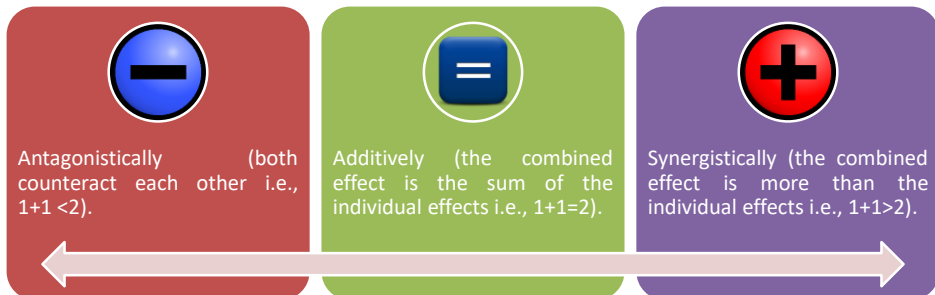 Antagonistically (both
counteract each other i.e.,
1+1 <2).
Additively (the combined
effect is the sum of the
individual effects i.e., 1+1=2).
Synergistically (the combined
effect is more than the
individual effects i.e., 1+1>2).